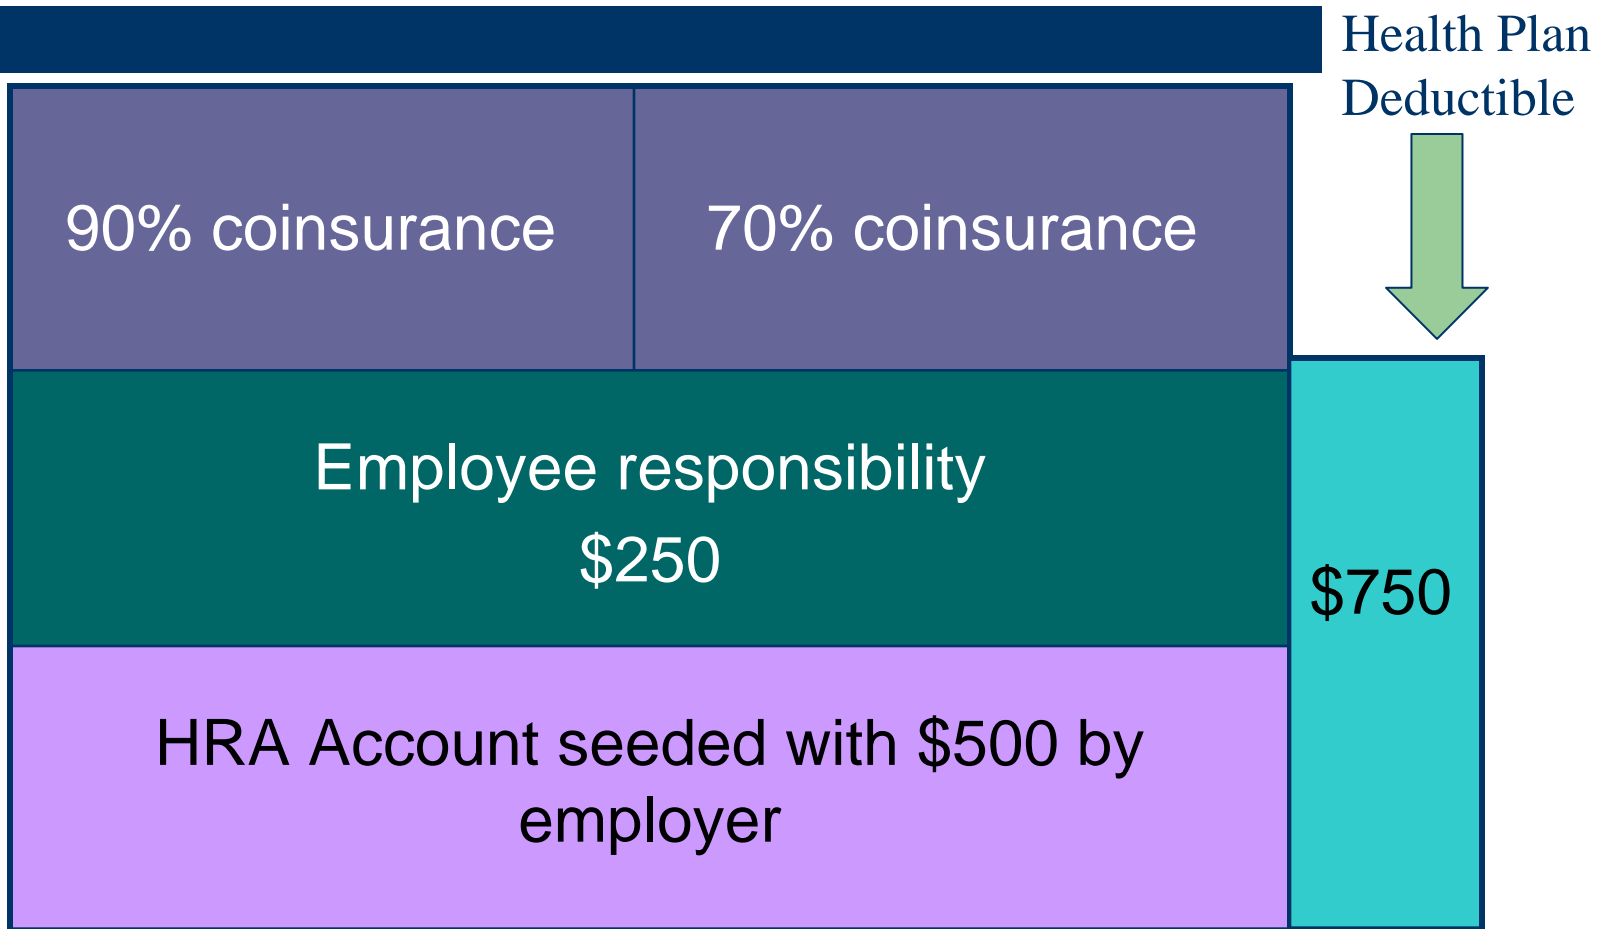 Health Plan
Deductible
90% coinsurance
70% coinsurance
Employee responsibility
$250
$750
HRA Account seeded with $500 by
employer